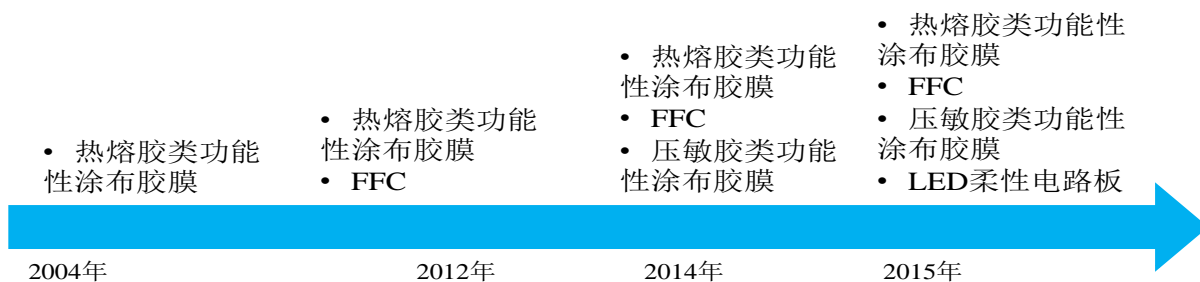 • 热熔胶类功能
性涂布胶膜
2004年
• 热熔胶类功能
性涂布胶膜
• FFC
2012年
• 热熔胶类功能
性涂布胶膜
• FFC
• 压敏胶类功能
性涂布胶膜
2014年
• 热熔胶类功能性
涂布胶膜
• FFC
• 压敏胶类功能性
涂布胶膜
• LED柔性电路板
2015年